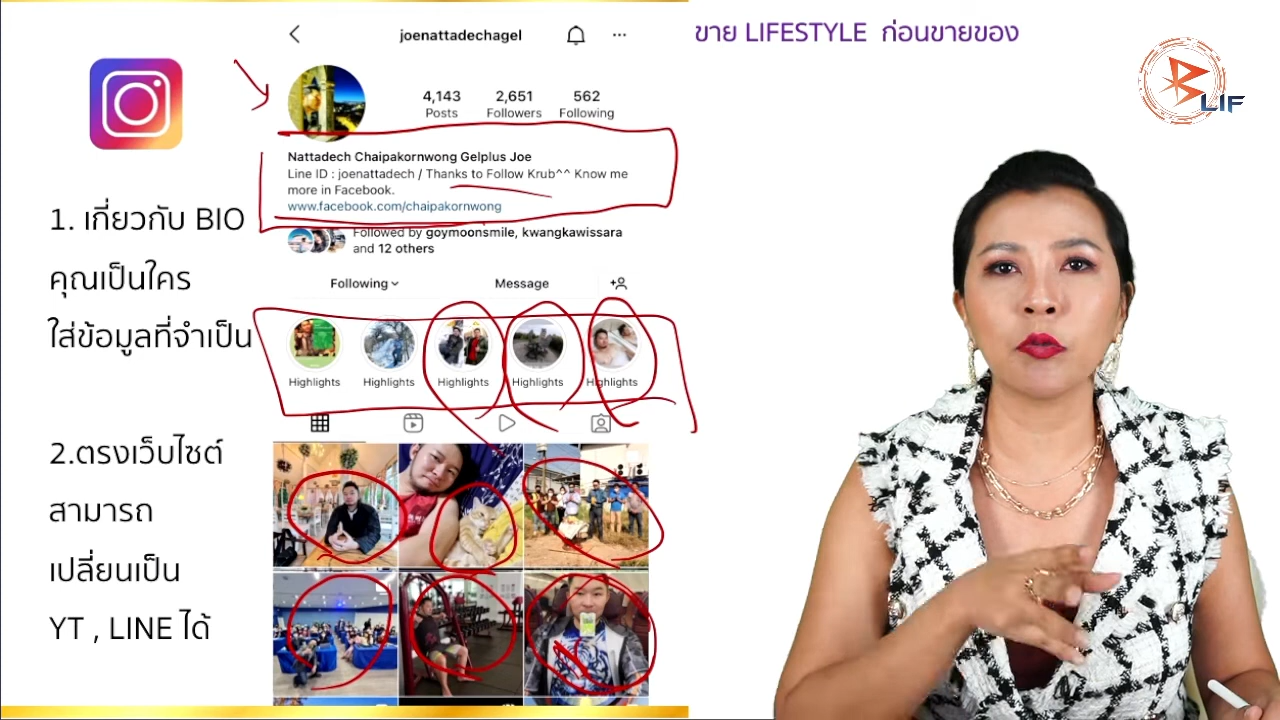 ขาย LIFESTYLE ก่อนขายของ
BLIF
joenattadechagel
4,143 2,651 562
Posts Followers Following
Nattadech Chaipakornwong Gelplus Joe
Line ID : joenattadech / Thanks to Follow Krub^^ Know me
more in Facebook.
www.facebook.com/chaipakornwong
Followed by goymoonsmile, kwangkawissara
and 12 others
Following Message
Highlights Highlights Highlights Highlights Highlights
1. เกี่ยวกับ BIO
คุณเป็นใคร
ใส่ข้อมูลที่จำเป็น
2.ตรงเว็บไซต์
สามารถ
เปลี่ยนเป็น
YT , LINE ได้